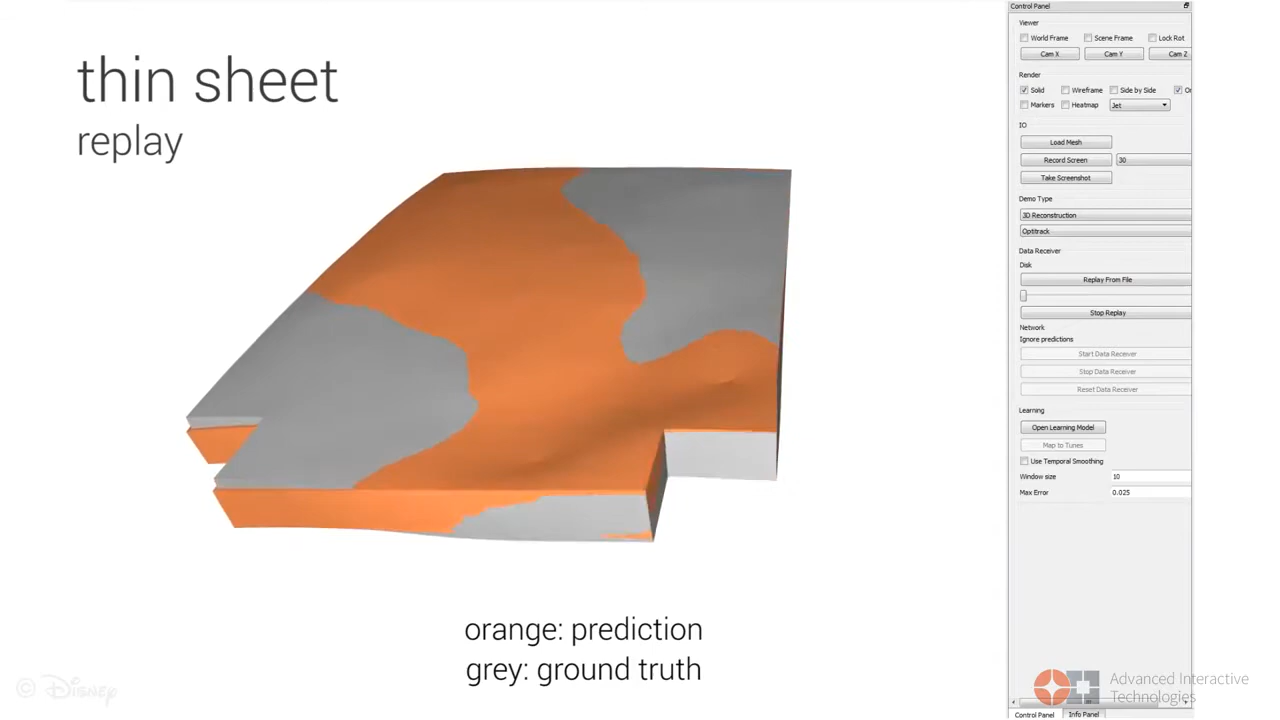 thin sheet
replay
orange: prediction
grey: ground truth
© Disney
Control Panel
Viewer
World Frame Scene Frame Lock Rot
Cam X Cam Y Cam Z
Render
Solid Wireframe Side by Side
Markers Heatmap Jet
IO
Load Mesh
Record Screen 30
Take Screenshot
Demo Type
3D Reconstruction
Optitrack
Data Receiver
Disk
Replay From File
Stop Replay
Network
Ignore predictions
Start Data Receiver
Stop Data Receiver
Reset Data Receiver
Learning
Open Learning Model
Map to Tunes
Use Temporal Smoothing
Window size 10
Max Error 0.025
Advanced Interactive
Technologies
Control Panel Info Panel